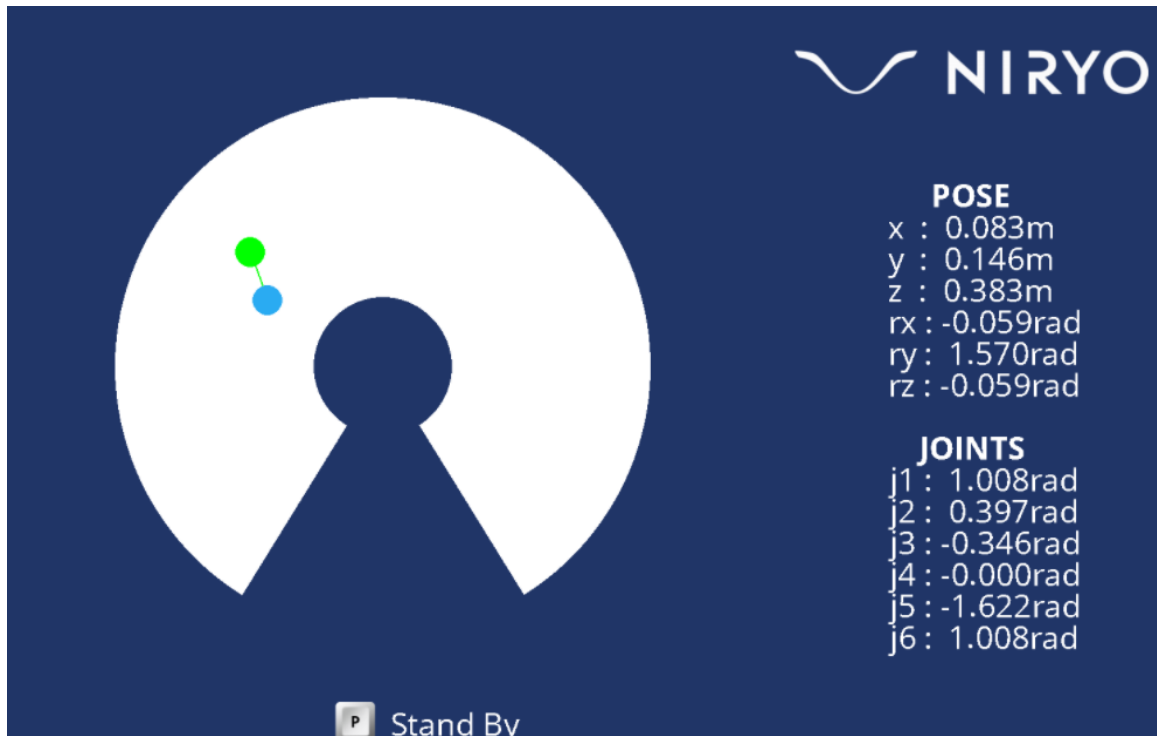 NIRYO
POSE
x : 0.083m
y : 0.146m
z : 0.383m
rx : -0.059rad
ry : 1.570rad
rz : -0.059rad
JOINTS
j1 : 1.008rad
j2 : 0.397rad
j3 : -0.346rad
j4 : -0.000rad
j5 : -1.622rad
j6 : 1.008rad
P Stand By